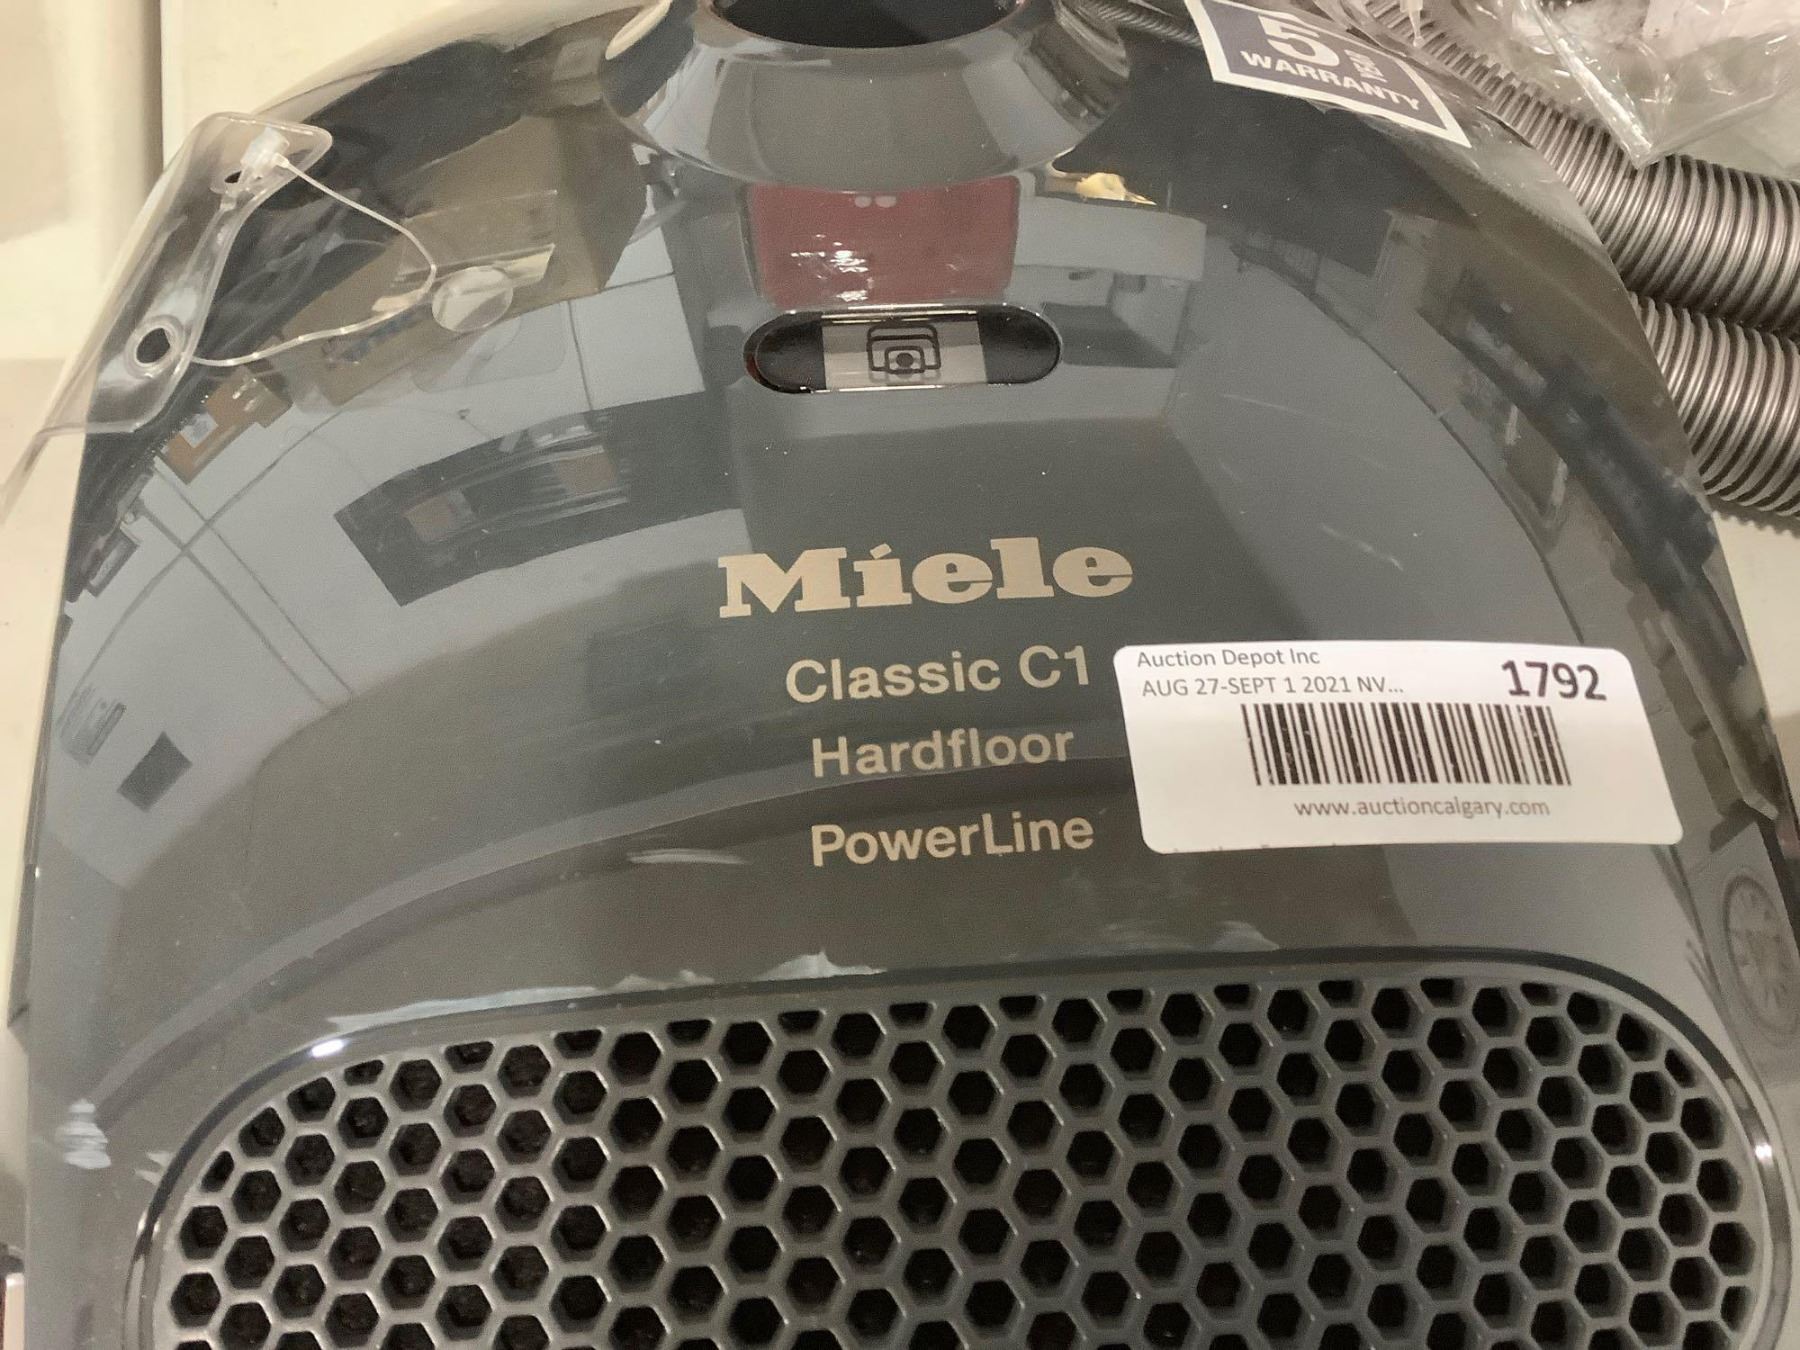 5 YEAR
WARRANTY
Miele
Classic C1
Hardfloor
PowerLine
Auction Depot Inc
1792
AUG 27-SEPT 1 2021 NV...
www.auctioncalgary.com